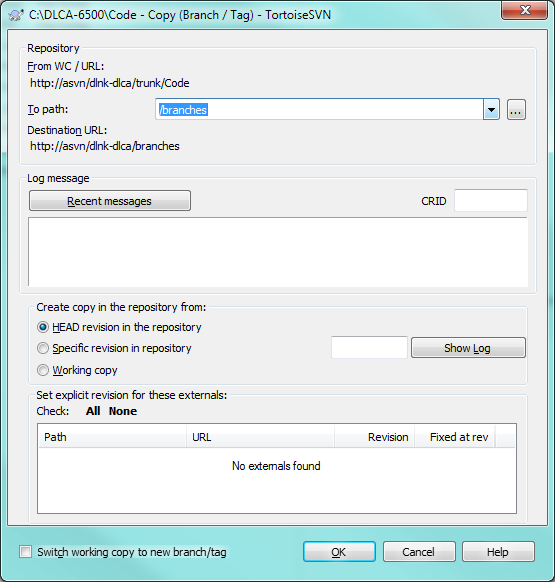 C:\DLCA-6500\Code - Copy (Branch / Tag) - TortoiseSVN
Repository
From WC / URL:
http://asvn/dlnk-dlca/trunk/Code
To path: /branches ...
Destination URL:
http://asvn/dlnk-dlca/branches
Log message
Recent messages CRID
Create copy in the repository from:
HEAD revision in the repository
Specific revision in repository Show Log
Working copy
Set explicit revision for these externals:
Check: All None
Path URL Revision Fixed at rev
No externals found
Switch working copy to new branch/tag OK Cancel Help